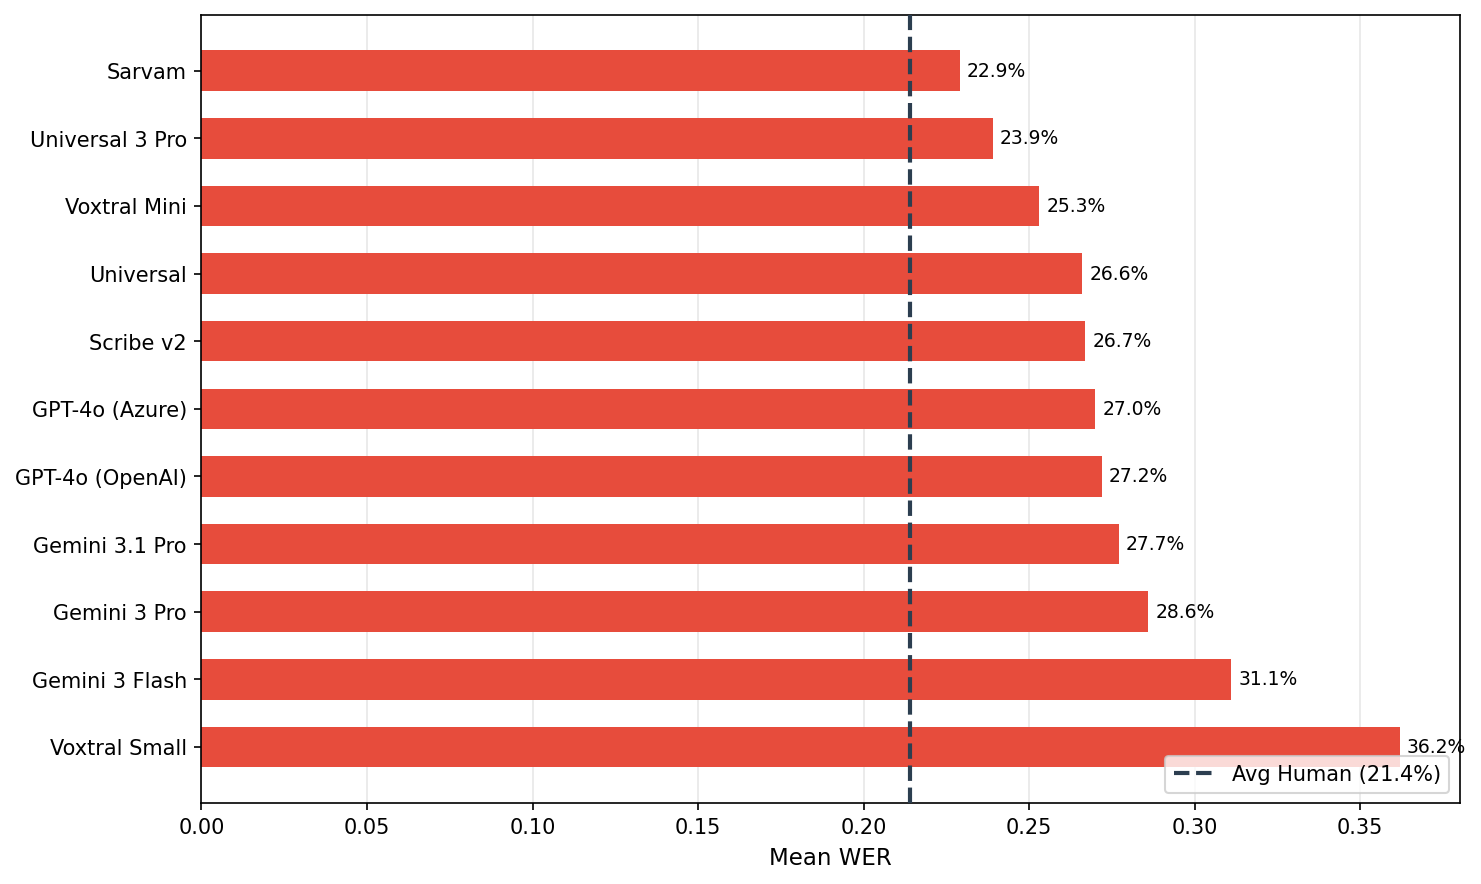 Sarvam 22.9%
Universal 3 Pro 23.9%
Voxtral Mini 25.3%
Universal 26.6%
Scribe v2 26.7%
GPT-4o (Azure) 27.0%
GPT-4o (OpenAI) 27.2%
Gemini 3.1 Pro 27.7%
Gemini 3 Pro 28.6%
Gemini 3 Flash 31.1%
Voxtral Small 36.2%
Avg Human (21.4%)
0.00 0.05 0.10 0.15 0.20 0.25 0.30 0.35
Mean WER